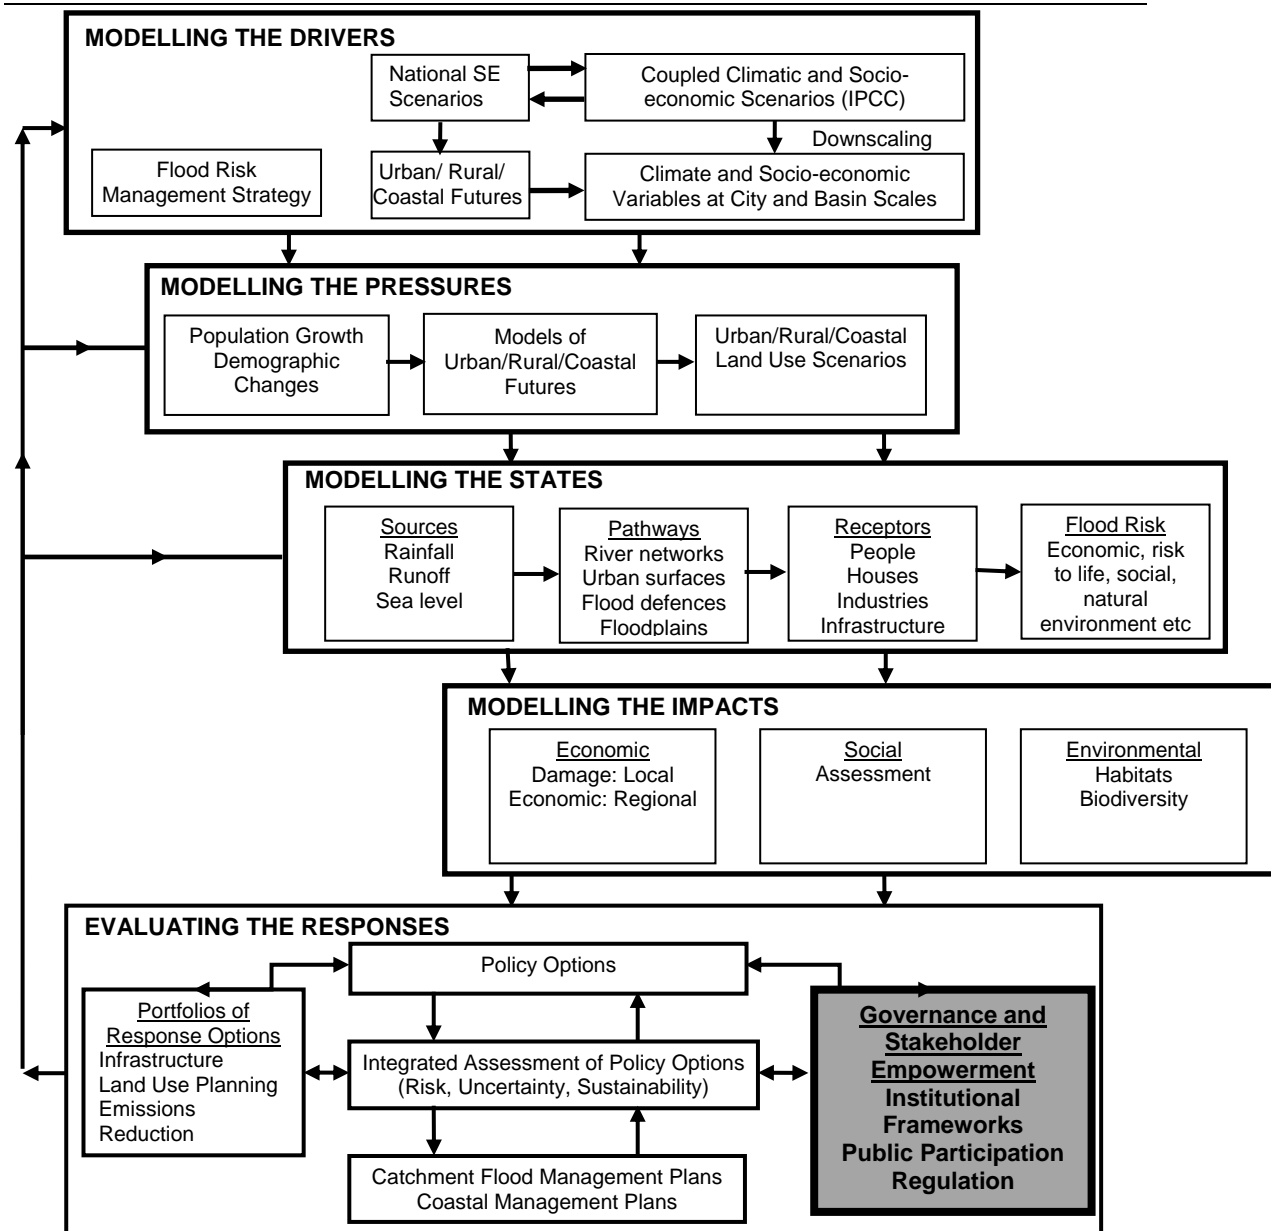 MODELLING THE DRIVERS
National SE
Scenarios
Coupled Climatic and Socio-
economic Scenarios (IPCC)
Downscaling
Flood Risk
Management Strategy
Urban/ Rural/
Coastal Futures
Climate and Socio-economic
Variables at City and Basin Scales
MODELLING THE PRESSURES
Population Growth
Demographic
Changes
Models of
Urban/Rural/Coastal
Futures
Urban/Rural/Coastal
Land Use Scenarios
MODELLING THE STATES
Sources
Rainfall
Runoff
Sea level
Pathways
River networks
Urban surfaces
Flood defences
Floodplains
Receptors
People
Houses
Industries
Infrastructure
Flood Risk
Economic, risk
to life, social,
natural
environment etc
MODELLING THE IMPACTS
Economic
Damage: Local
Economic: Regional
Social
Assessment
Environmental
Habitats
Biodiversity
EVALUATING THE RESPONSES
Policy Options
Portfolios of
Response Options
Infrastructure
Land Use Planning
Emissions
Reduction
Integrated Assessment of Policy Options
(Risk, Uncertainty, Sustainability)
Catchment Flood Management Plans
Coastal Management Plans
Governance and
Stakeholder
Empowerment
Institutional
Frameworks
Public Participation
Regulation